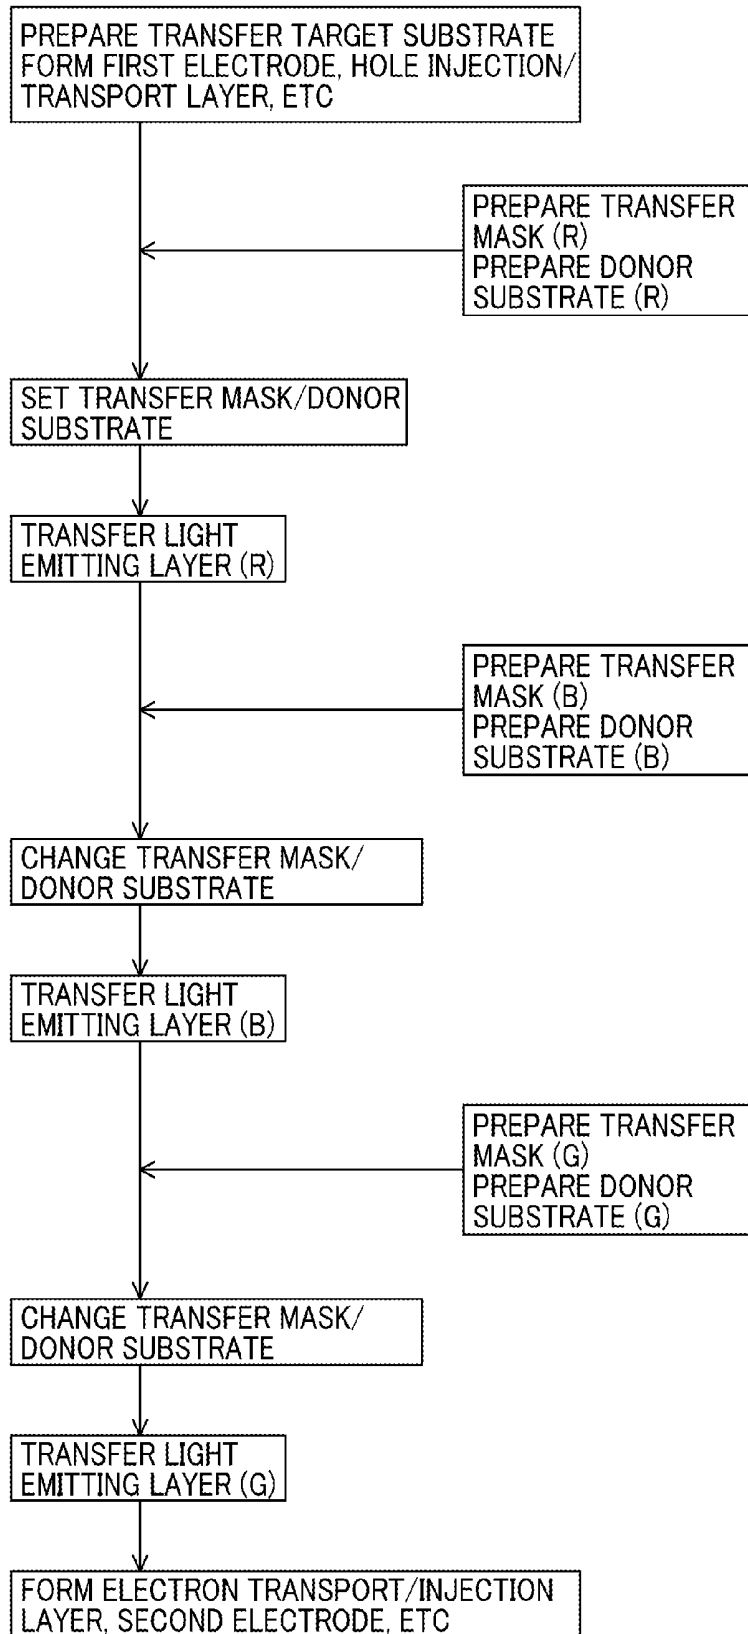 PREPARE TRANSFER TARGET SUBSTRATE
FORM FIRST ELECTRODE, HOLE INJECTION/
TRANSPORT LAYER, ETC
PREPARE TRANSFER
MASK (R)
PREPARE DONOR
SUBSTRATE (R)
SET TRANSFER MASK/DONOR
SUBSTRATE
TRANSFER LIGHT
EMITTING LAYER (R)
PREPARE TRANSFER
MASK (B)
PREPARE DONOR
SUBSTRATE (B)
CHANGE TRANSFER MASK/
DONOR SUBSTRATE
TRANSFER LIGHT
EMITTING LAYER (B)
PREPARE TRANSFER
MASK (G)
PREPARE DONOR
SUBSTRATE (G)
CHANGE TRANSFER MASK/
DONOR SUBSTRATE
TRANSFER LIGHT
EMITTING LAYER (G)
FORM ELECTRON TRANSPORT/INJECTION
LAYER, SECOND ELECTRODE, ETC